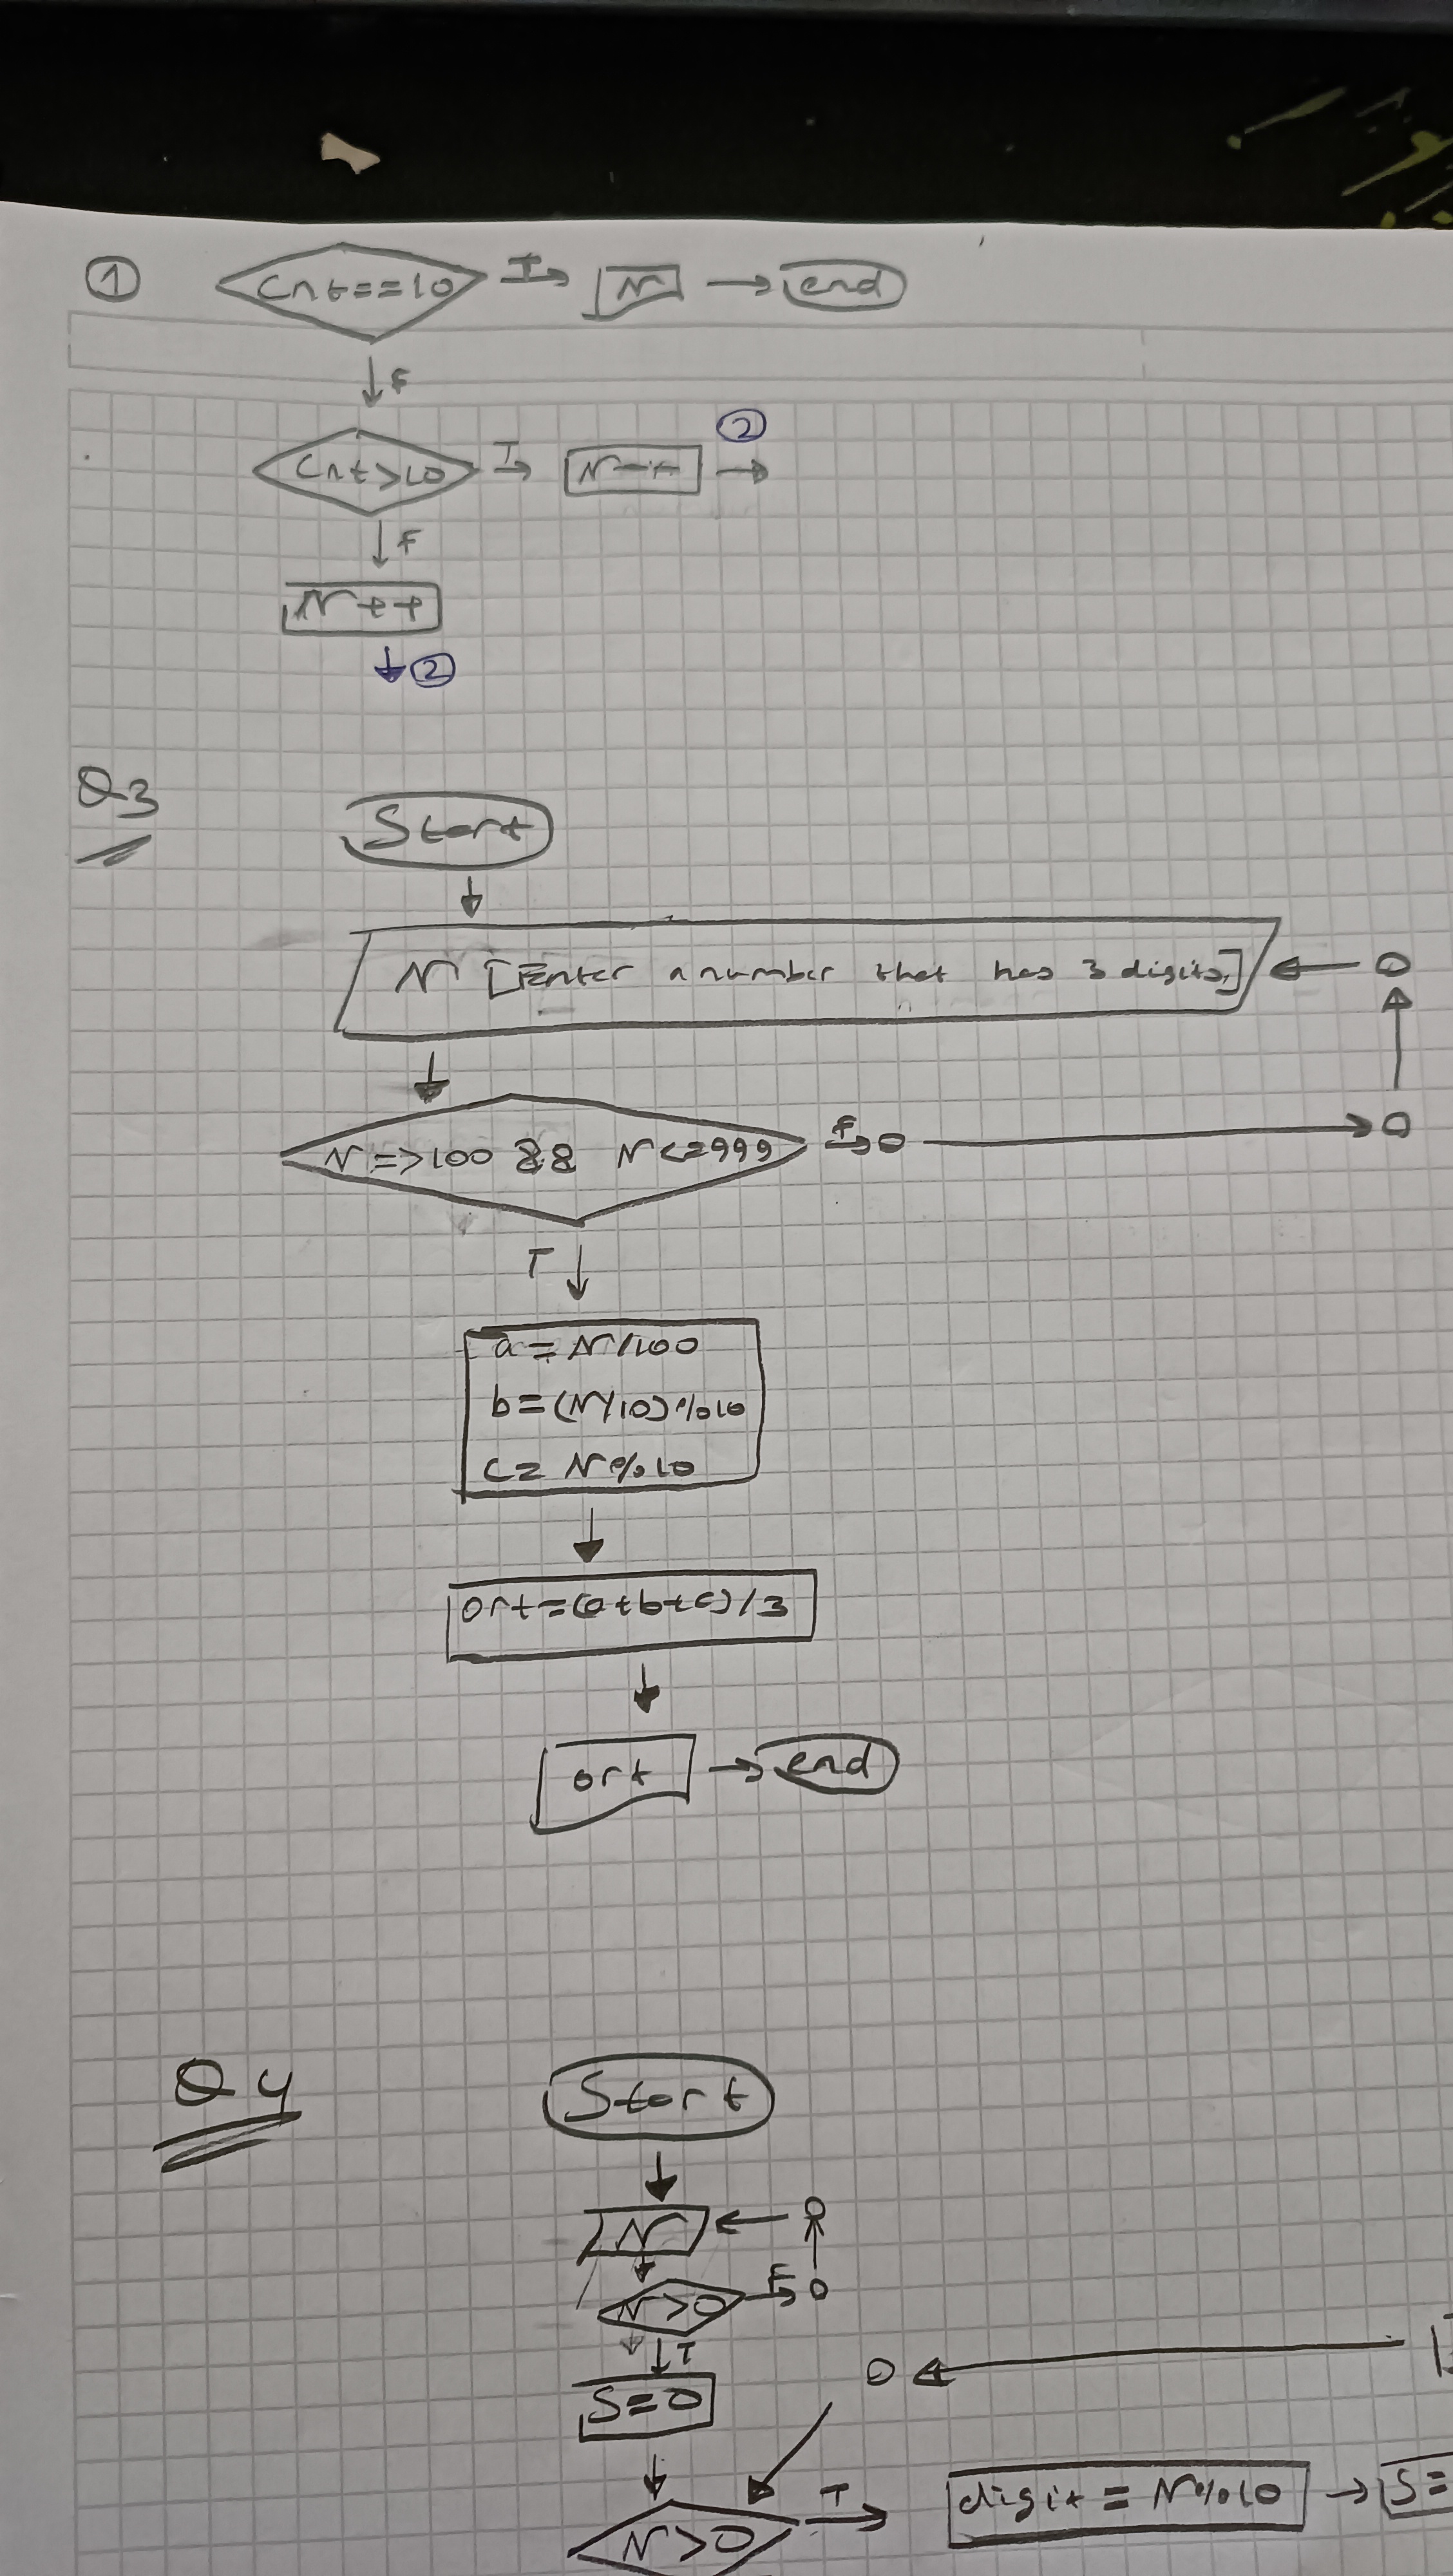 ① Cnt==10 T N end
F
②
Cnt>10 T N--
F
N++
②
Q3
Start
N [Enter a number that has 3 digits]
N=>100 && N<=999 F
T
a=N/100
b=(N/10)%10
c=N%10
ort=(a+b+c)/3
ort end
Q4
Start
N
N>0 F
T
S=0
N>0 T digit=N%10 S=